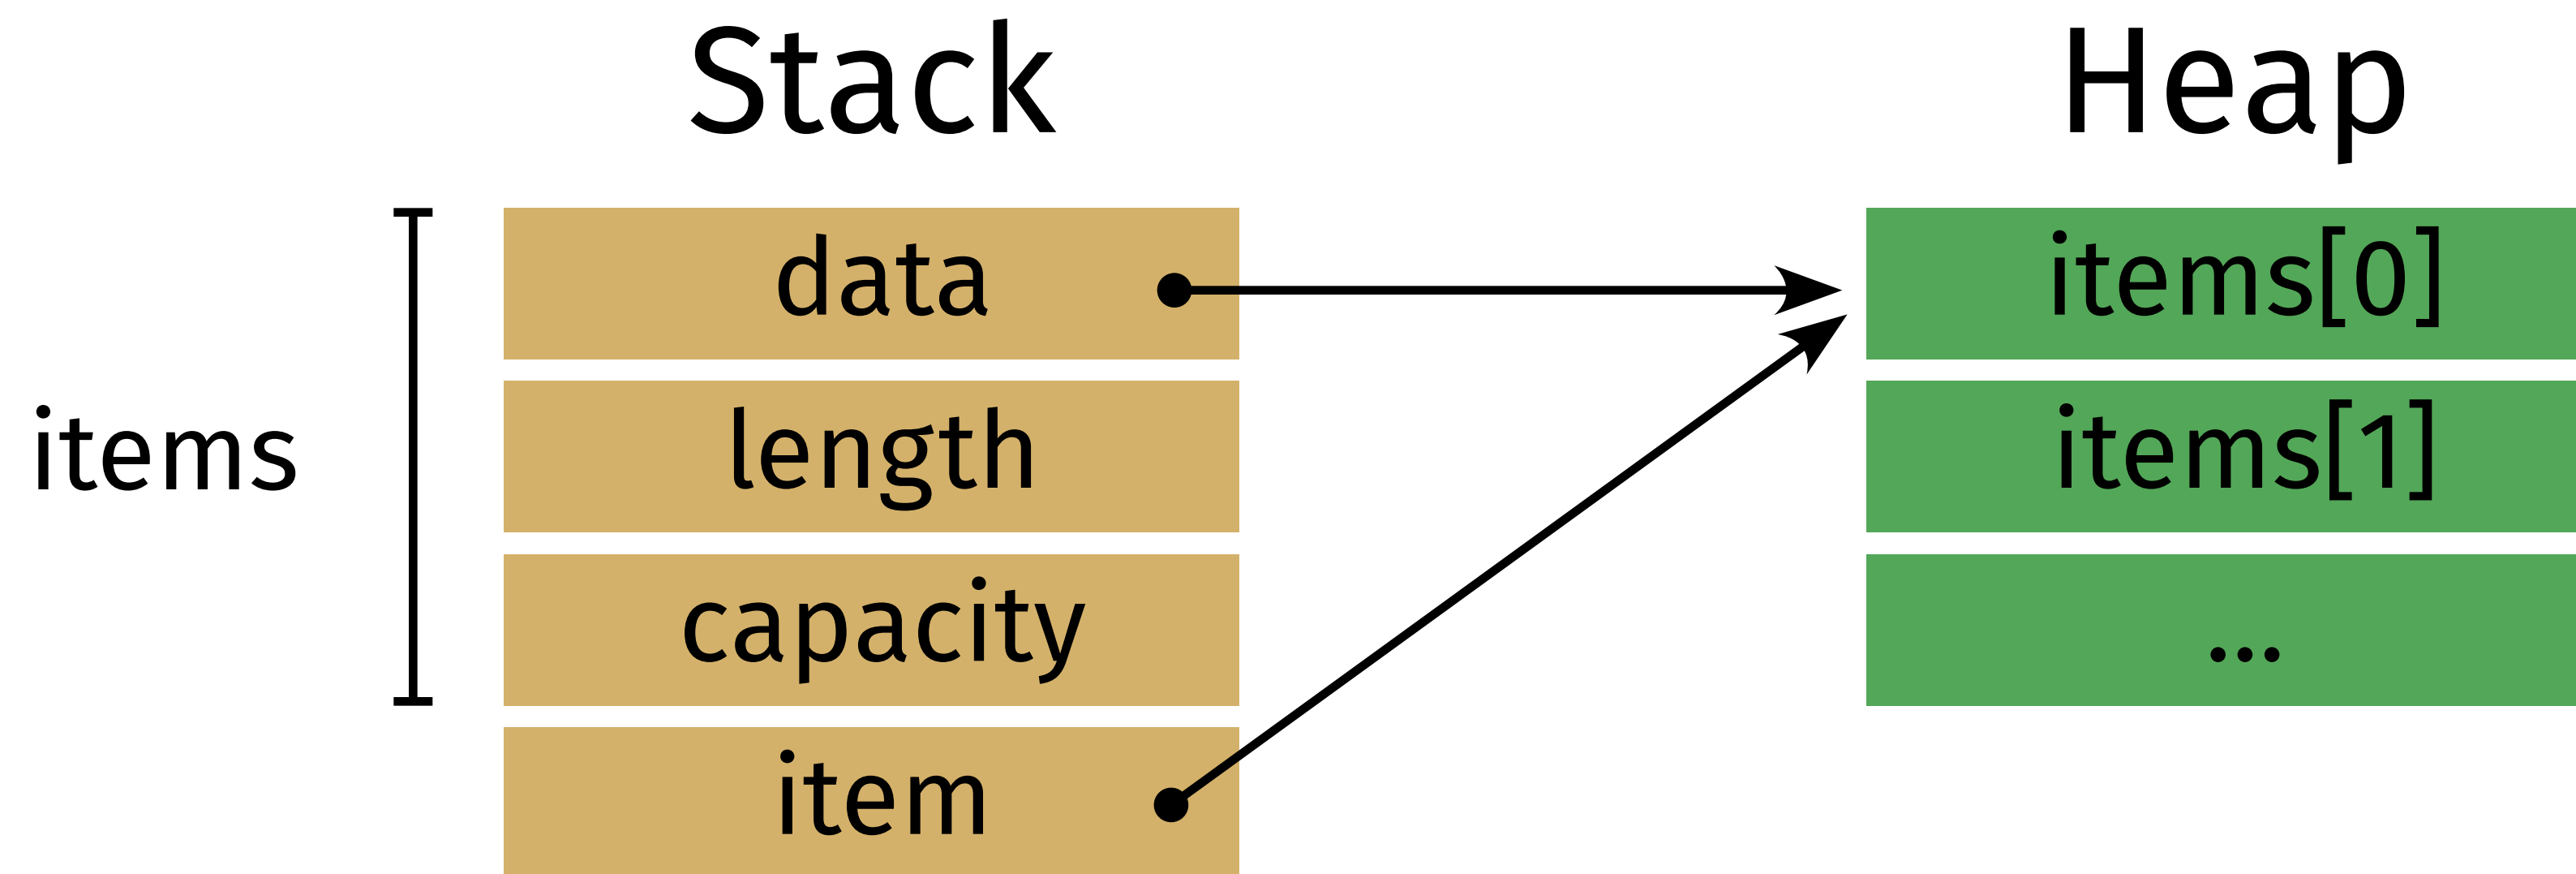 Stack
Heap
items
data
length
capacity
item
items[0]
items[1]
...